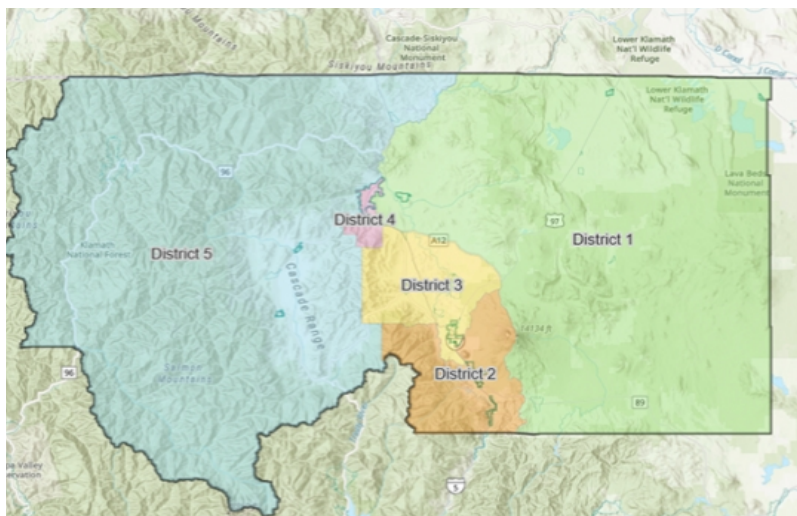 Cascade-Siskiyou
National
Monument
Lower Klamath
Nat'l Wildlife
Refuge
Siskiyou Mountains
Mountains
Lower Klamath
Nat'l Wildlife
Refuge
96
Lava Beds
National
Monument
District 4
97
A12
District 1
Klamath
National Forest
District 5
Cascade Range
District 3
14134 ft
Salmon
Mountains
District 2
96
89
5